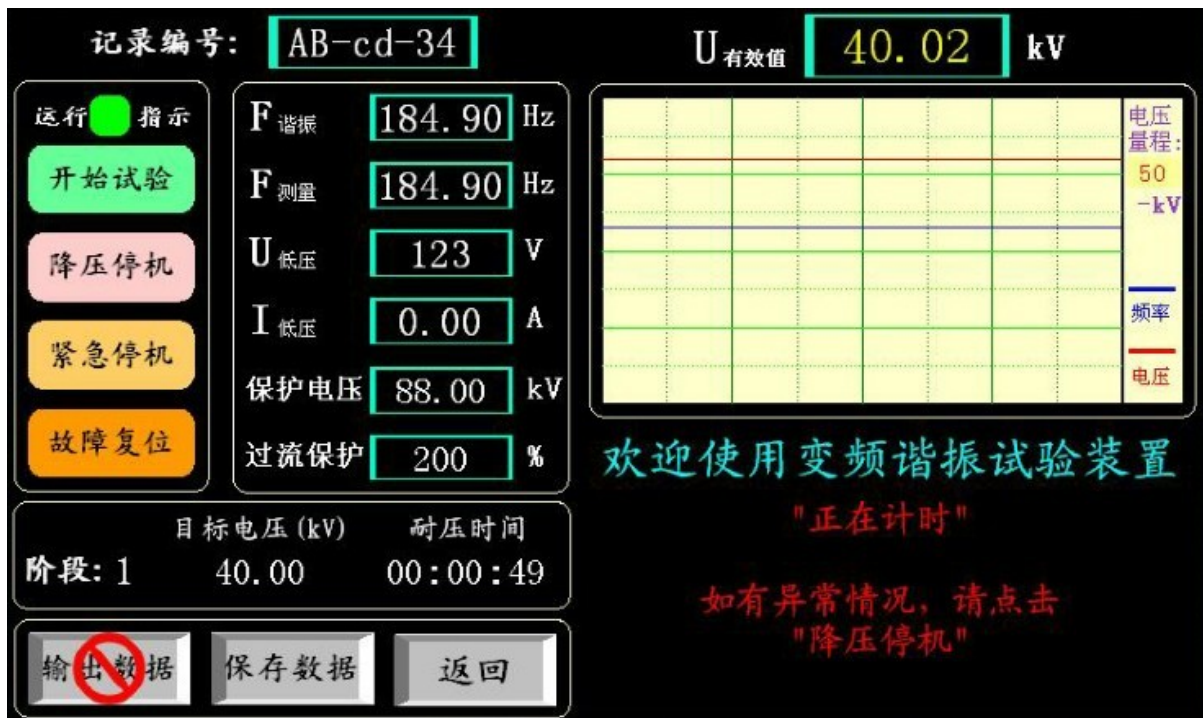 记录编号: AB-cd-34
U有效值 40.02 kV
运行 指示
开始试验
降压停机
紧急停机
故障复位
F谐振 184.90 Hz
F测量 184.90 Hz
U低压 123 V
I低压 0.00 A
保护电压 88.00 kV
过流保护 200 %
电压
量程:
50
-kV
频率
电压
目标电压(kV) 耐压时间
阶段: 1 40.00 00:00:49
输出数据 保存数据 返回
欢迎使用变频谐振试验装置
"正在计时"
如有异常情况, 请点击
"降压停机"